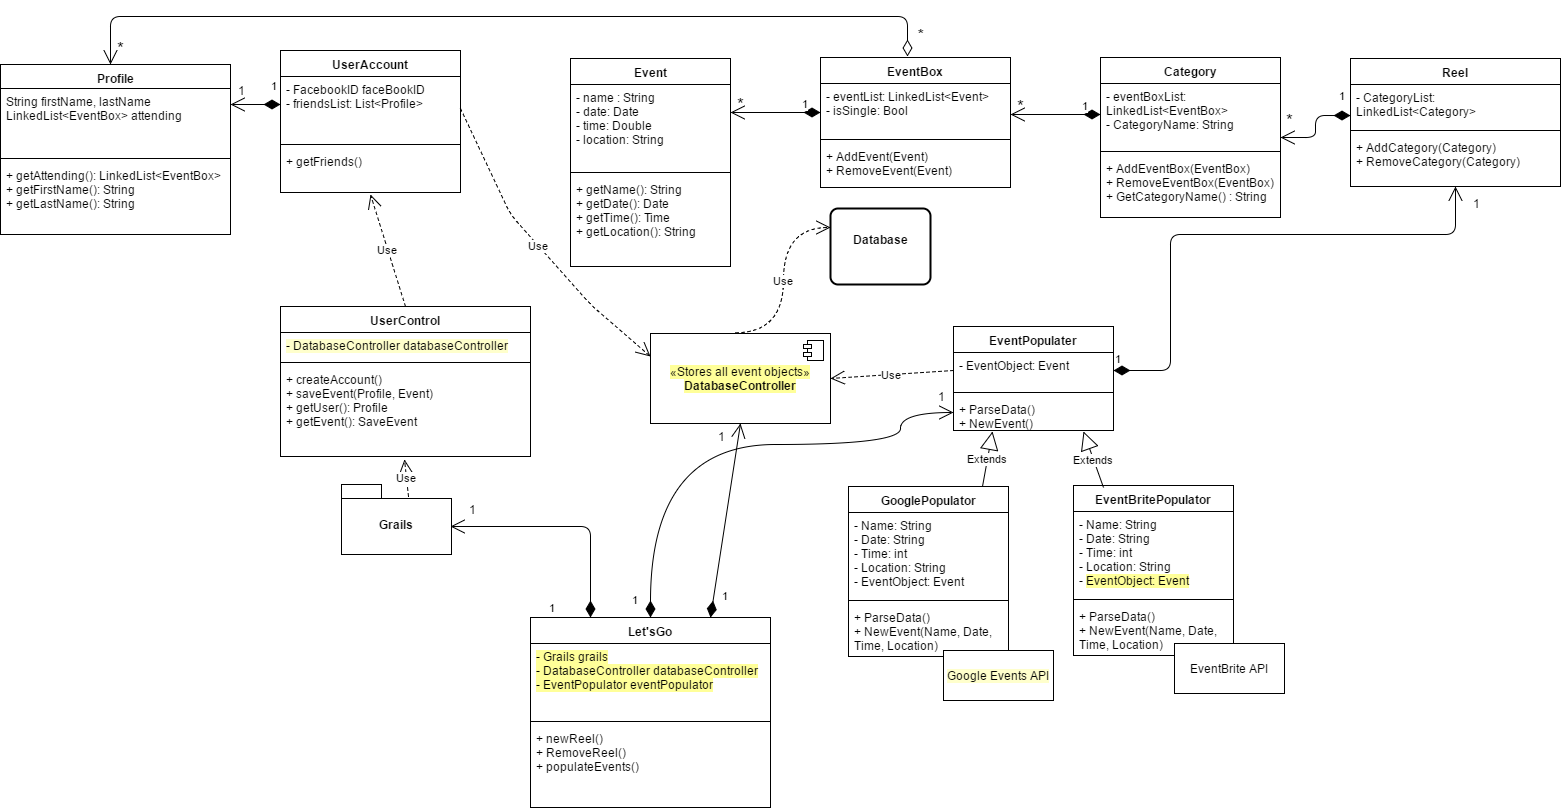 *
*
Profile
String firstName, lastName
LinkedList<EventBox> attending
+ getAttending(): LinkedList<EventBox>
+ getFirstName(): String
+ getLastName(): String
1
1
UserAccount
- FacebookID faceBookID
- friendsList: List<Profile>
+ getFriends()
Event
- name : String
- date: Date
- time: Double
- location: String
+ getName(): String
+ getDate(): Date
+ getTime(): Time
+ getLocation(): String
*
1
EventBox
- eventList: LinkedList<Event>
- isSingle: Bool
+ AddEvent(Event)
+ RemoveEvent(Event)
*
1
Category
- eventBoxList:
LinkedList<EventBox>
- CategoryName: String
+ AddEventBox(EventBox)
+ RemoveEventBox(EventBox)
+ GetCategoryName() : String
*
1
Reel
- CategoryList:
LinkedList<Category>
+ AddCategory(Category)
+ RemoveCategory(Category)
1
Use
Use
Use
Database
UserControl
- DatabaseController databaseController
+ createAccount()
+ saveEvent(Profile, Event)
+ getUser(): Profile
+ getEvent(): SaveEvent
«Stores all event objects»
DatabaseController
Use
EventPopulater
- EventObject: Event
+ ParseData()
+ NewEvent()
1
1
1
Extends
Extends
Use
Grails
1
GooglePopulator
- Name: String
- Date: String
- Time: int
- Location: String
- EventObject: Event
+ ParseData()
+ NewEvent(Name, Date,
Time, Location)
Google Events API
EventBritePopulator
- Name: String
- Date: String
- Time: int
- Location: String
- EventObject: Event
+ ParseData()
+ NewEvent(Name, Date,
Time, Location)
EventBrite API
1
1
1
Let'sGo
- Grails grails
- DatabaseController databaseController
- EventPopulator eventPopulator
+ newReel()
+ RemoveReel()
+ populateEvents()